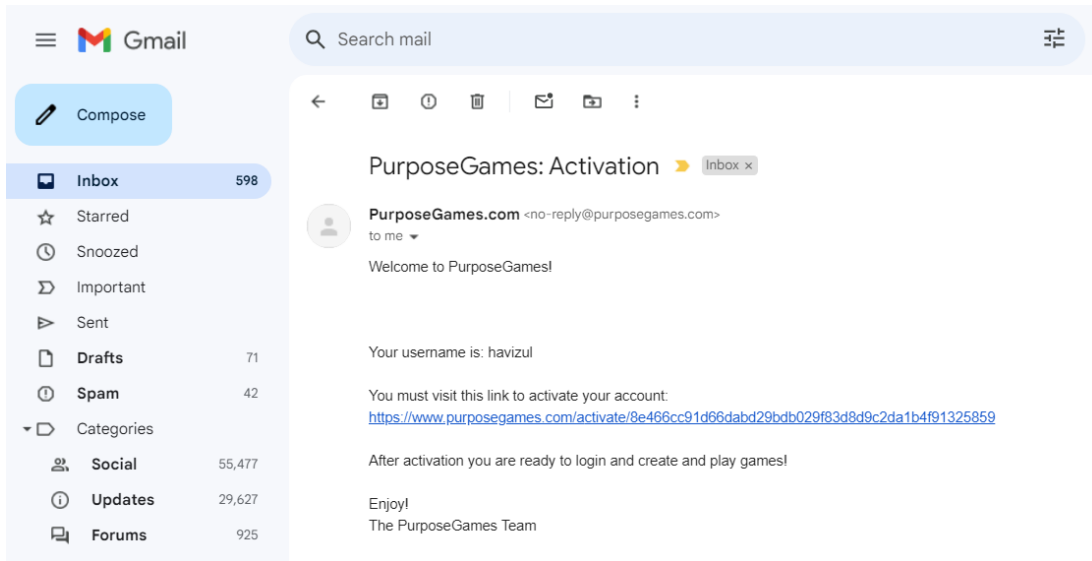 Gmail
Search mail
Compose
Inbox 598
Starred
Snoozed
Important
Sent
Drafts 71
Spam 42
Categories
Social 55,477
Updates 29,627
Forums 925
PurposeGames: Activation Inbox x
PurposeGames.com <no-reply@purposegames.com>
to me
Welcome to PurposeGames!
Your username is: havizul
You must visit this link to activate your account:
https://www.purposegames.com/activate/8e466cc91d66dabd29bdb029f83d8d9c2da1b4f91325859
After activation you are ready to login and create and play games!
Enjoy!
The PurposeGames Team